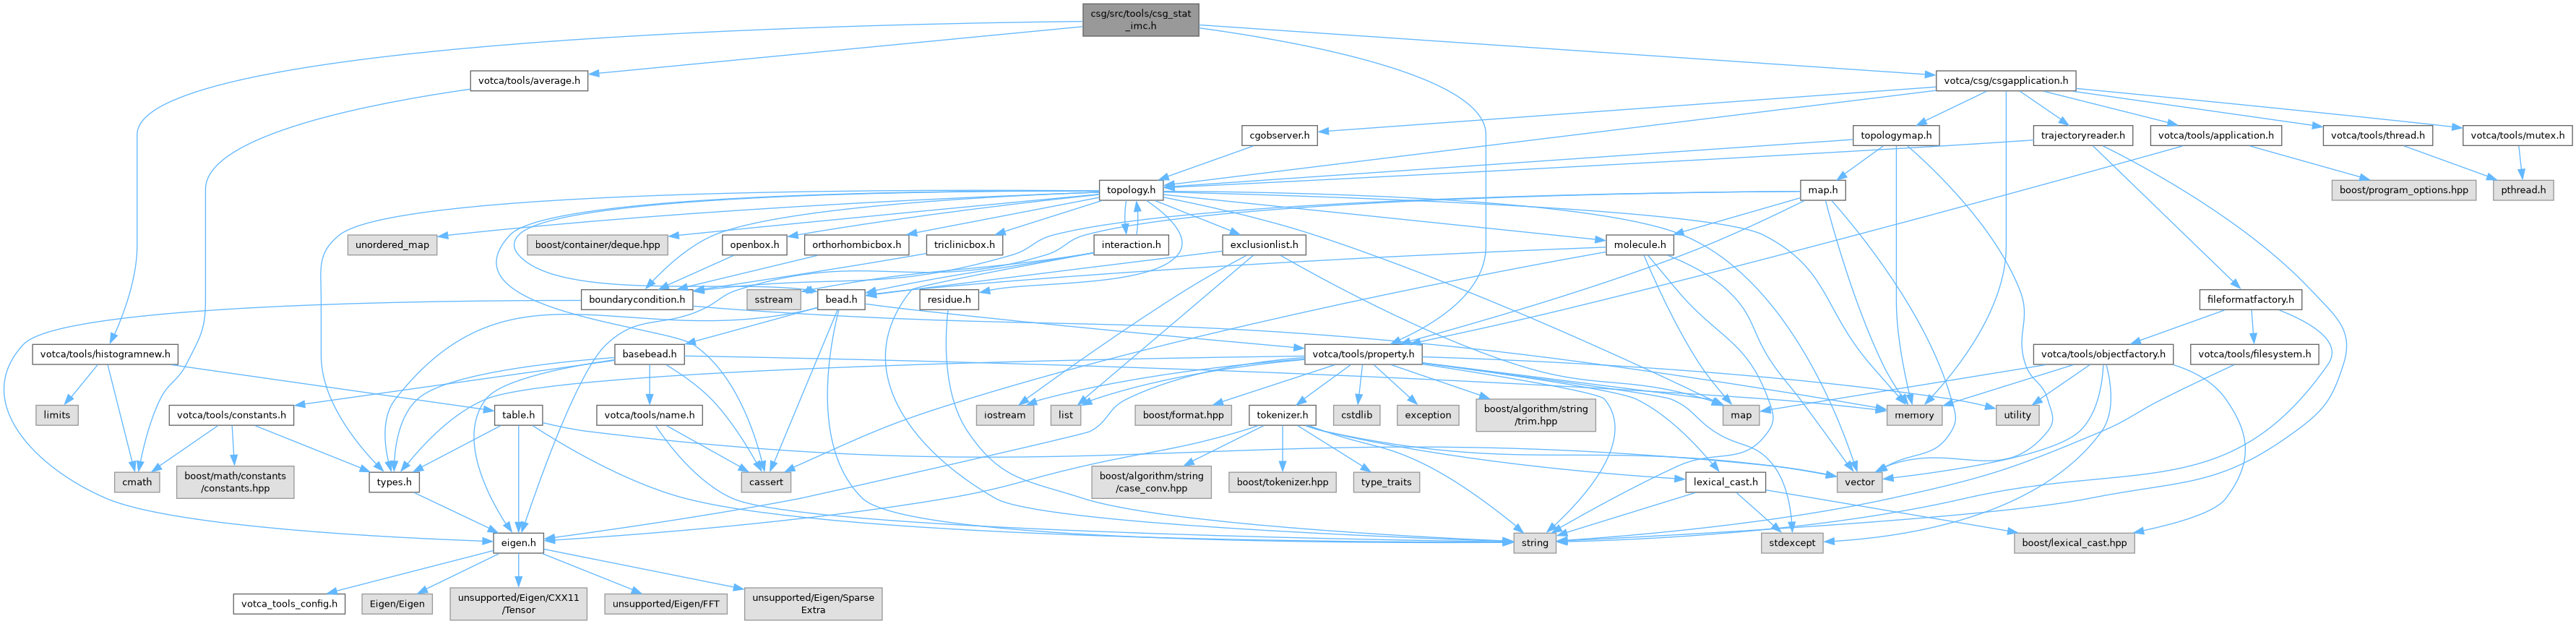 csg/src/tools/csg_stat
_imc.h
votca/tools/average.h
votca/csg/csgapplication.h
cgobserver.h
topologymap.h
trajectoryreader.h
votca/tools/application.h
votca/tools/thread.h
votca/tools/mutex.h
topology.h
map.h
boost/program_options.hpp
pthread.h
unordered_map
boost/container/deque.hpp
openbox.h
orthorhombicbox.h
triclinicbox.h
interaction.h
exclusionlist.h
molecule.h
boundarycondition.h
sstream
bead.h
residue.h
fileformatfactory.h
votca/tools/histogramnew.h
basebead.h
votca/tools/property.h
votca/tools/objectfactory.h
votca/tools/filesystem.h
limits
votca/tools/constants.h
table.h
votca/tools/name.h
iostream
list
boost/format.hpp
tokenizer.h
cstdlib
exception
boost/algorithm/string
/trim.hpp
map
memory
utility
cmath
boost/math/constants
/constants.hpp
types.h
cassert
boost/algorithm/string
/case_conv.hpp
boost/tokenizer.hpp
type_traits
lexical_cast.h
vector
eigen.h
string
stdexcept
boost/lexical_cast.hpp
votca_tools_config.h
Eigen/Eigen
unsupported/Eigen/CXX11
/Tensor
unsupported/Eigen/FFT
unsupported/Eigen/Sparse
Extra